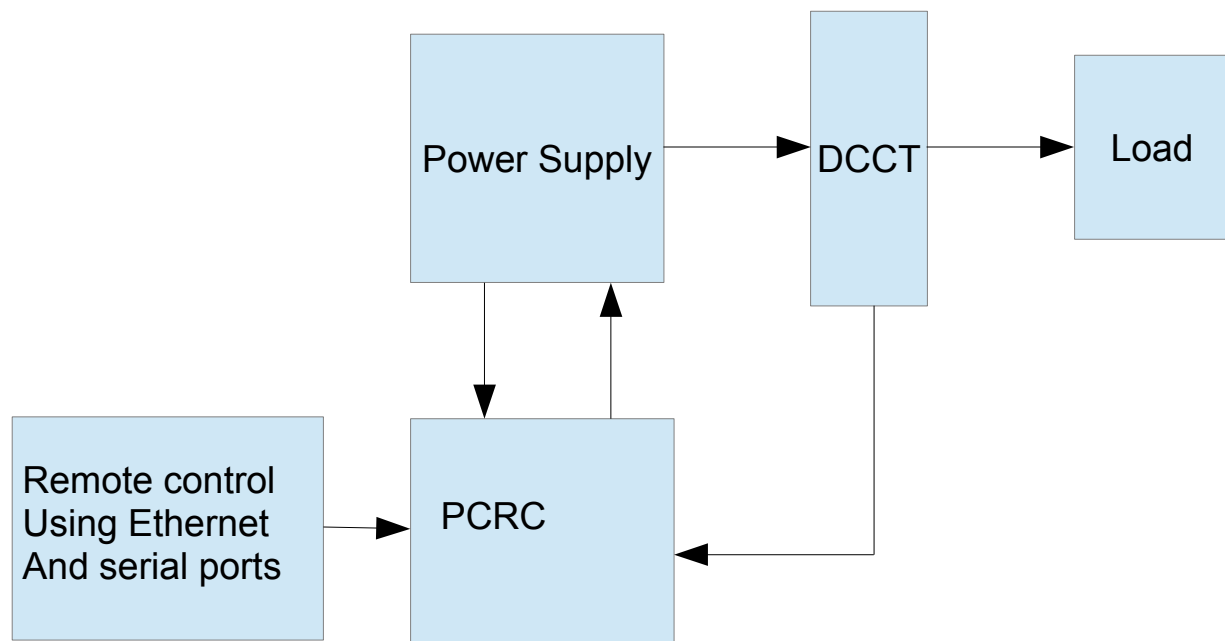 Power Supply
DCCT
Load
Remote control
Using Ethernet
And serial ports
PCRC